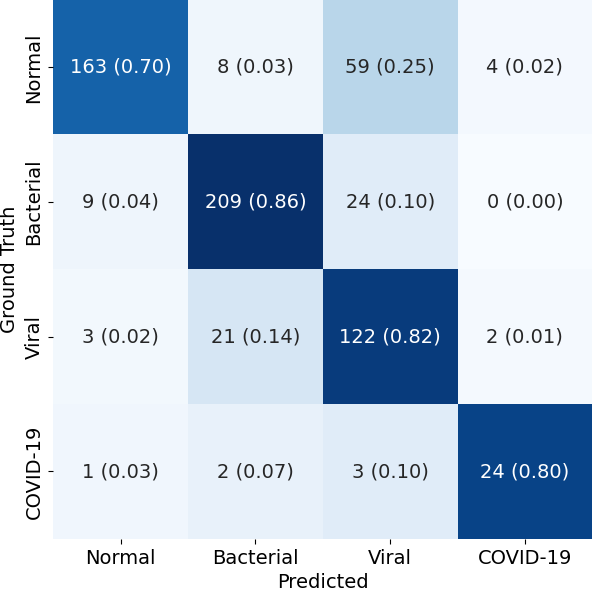 Ground Truth
Normal
163 (0.70) 8 (0.03) 59 (0.25) 4 (0.02)
Bacterial
9 (0.04) 209 (0.86) 24 (0.10) 0 (0.00)
Viral
3 (0.02) 21 (0.14) 122 (0.82) 2 (0.01)
COVID-19
1 (0.03) 2 (0.07) 3 (0.10) 24 (0.80)
Normal Bacterial Viral COVID-19
Predicted